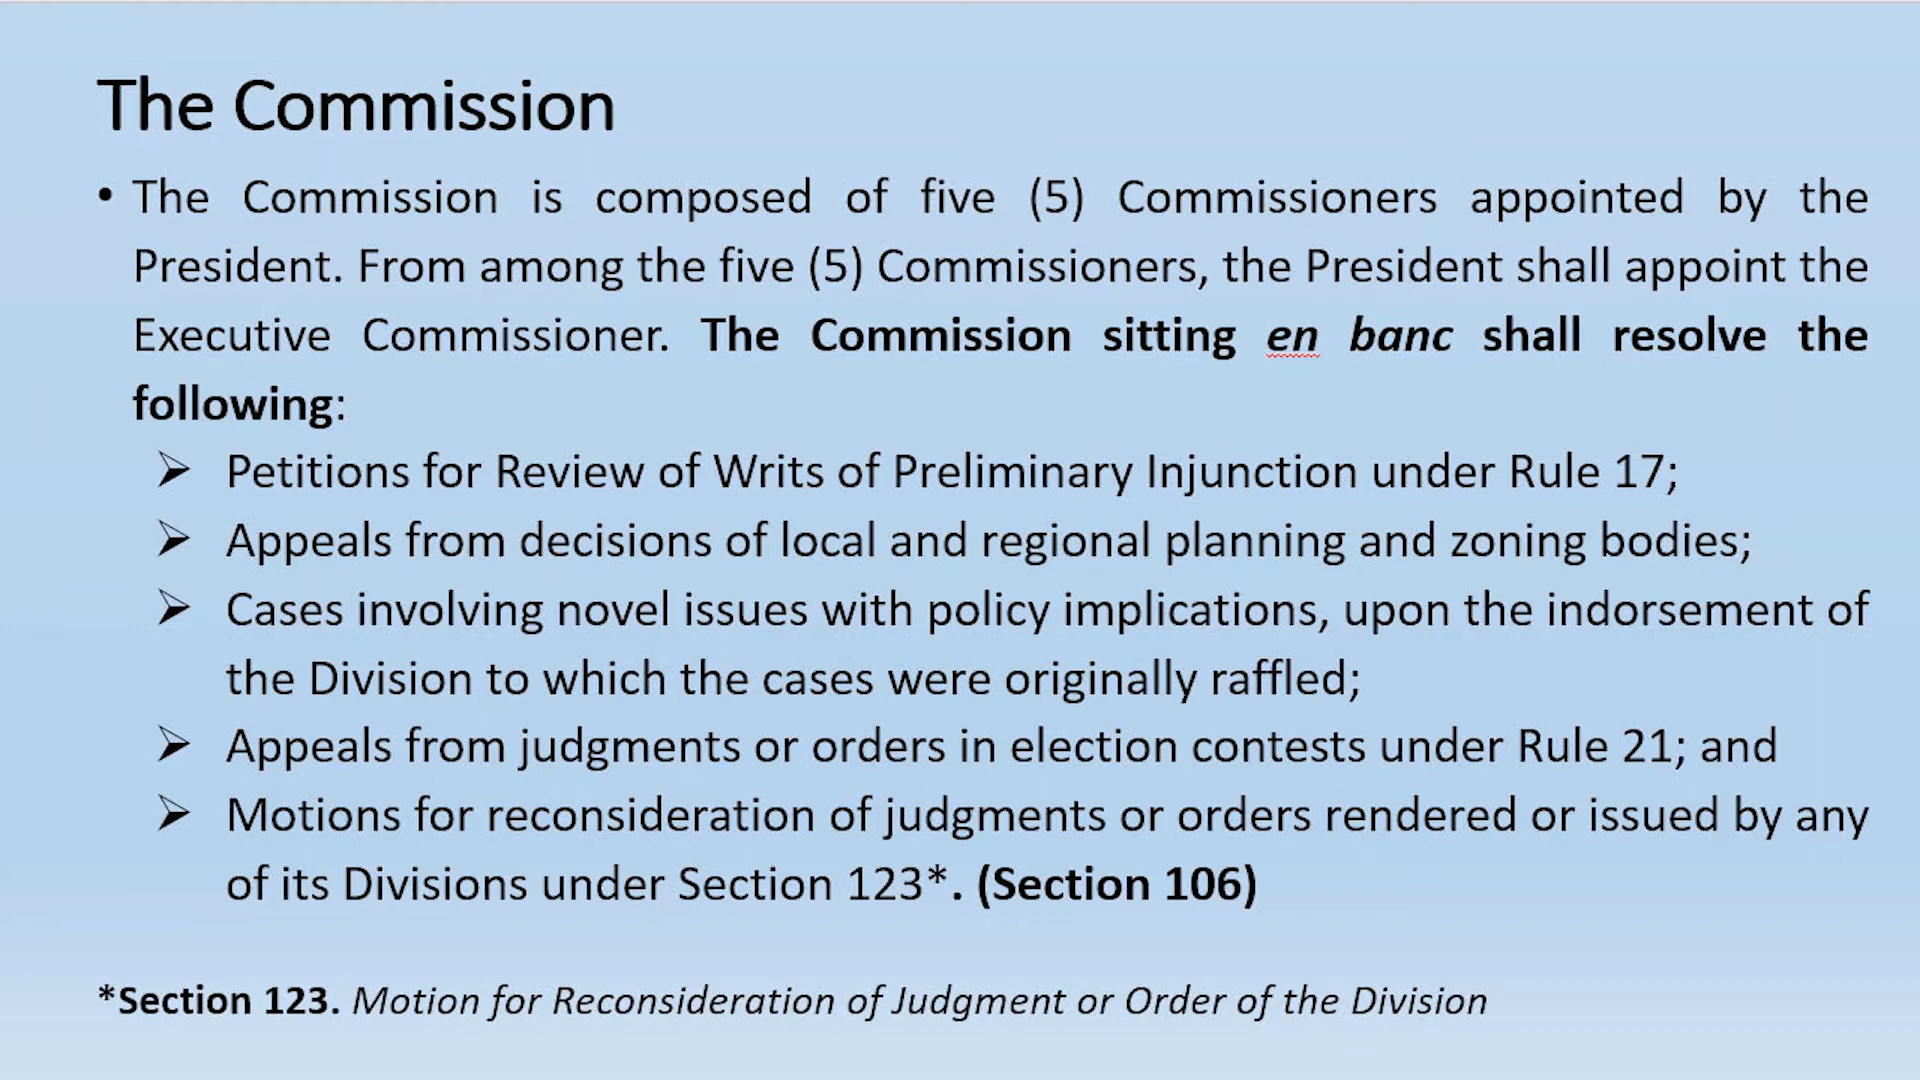 The Commission
• The Commission is composed of five (5) Commissioners appointed by the
President. From among the five (5) Commissioners, the President shall appoint the
Executive Commissioner. The Commission sitting en banc shall resolve the
following:
➢ Petitions for Review of Writs of Preliminary Injunction under Rule 17;
➢ Appeals from decisions of local and regional planning and zoning bodies;
➢ Cases involving novel issues with policy implications, upon the indorsement of
the Division to which the cases were originally raffled;
➢ Appeals from judgments or orders in election contests under Rule 21; and
➢ Motions for reconsideration of judgments or orders rendered or issued by any
of its Divisions under Section 123*. (Section 106)
*Section 123. Motion for Reconsideration of Judgment or Order of the Division